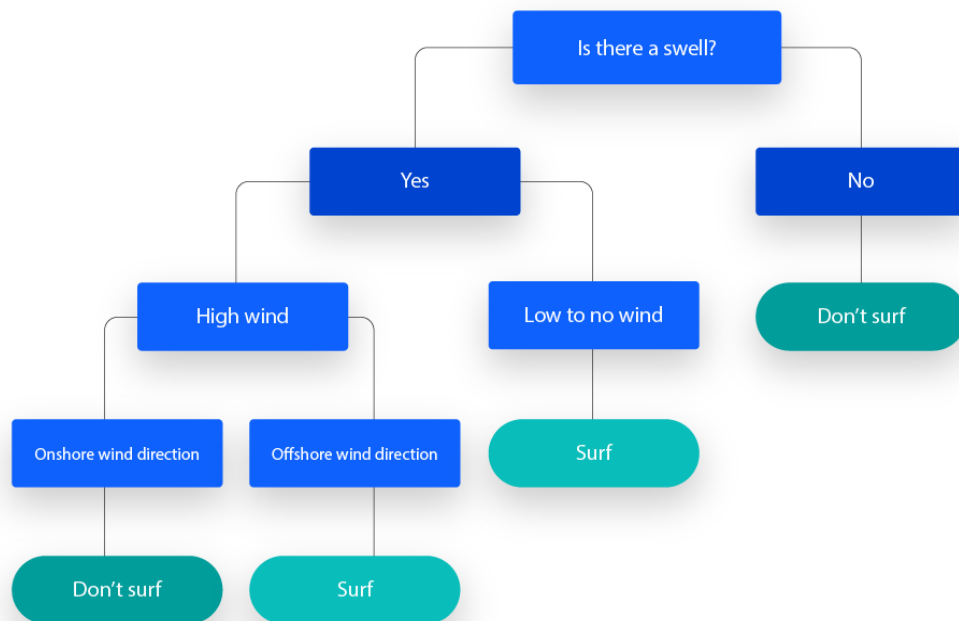 Is there a swell?
Yes
No
High wind
Low to no wind
Don’t surf
Onshore wind direction
Offshore wind direction
Surf
Don’t surf
Surf